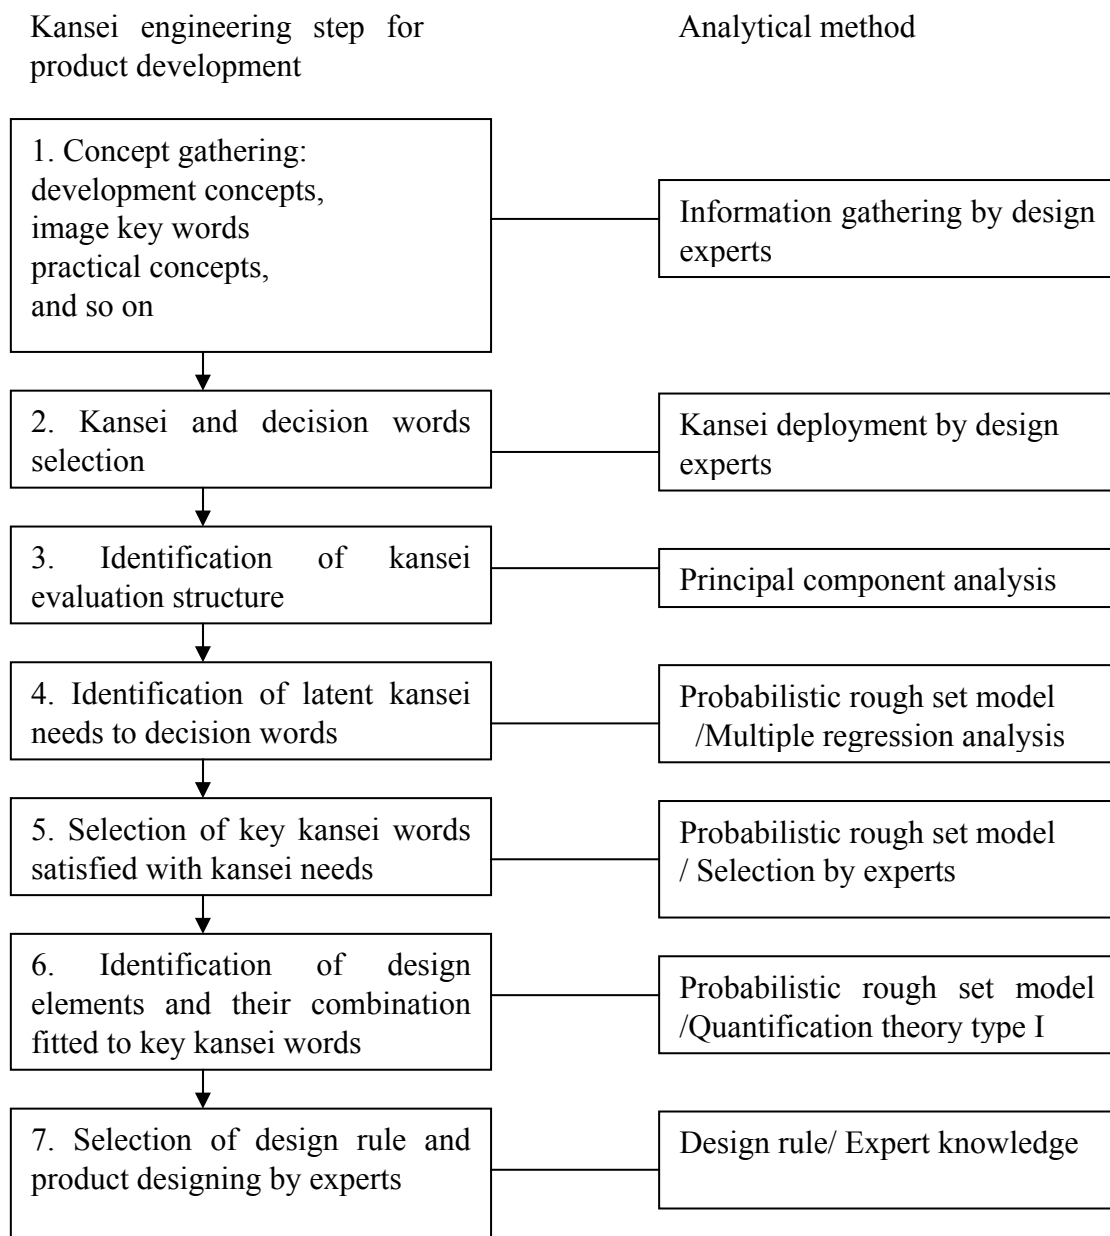 Kansei engineering step for
product development
Analytical method
1. Concept gathering:
development concepts,
image key words
practical concepts,
and so on
Information gathering by design
experts
2. Kansei and decision words
selection
Kansei deployment by design
experts
3. Identification of kansei
evaluation structure
Principal component analysis
4. Identification of latent kansei
needs to decision words
Probabilistic rough set model
/Multiple regression analysis
5. Selection of key kansei words
satisfied with kansei needs
Probabilistic rough set model
/ Selection by experts
6. Identification of design
elements and their combination
fitted to key kansei words
Probabilistic rough set model
/Quantification theory type I
7. Selection of design rule and
product designing by experts
Design rule/ Expert knowledge